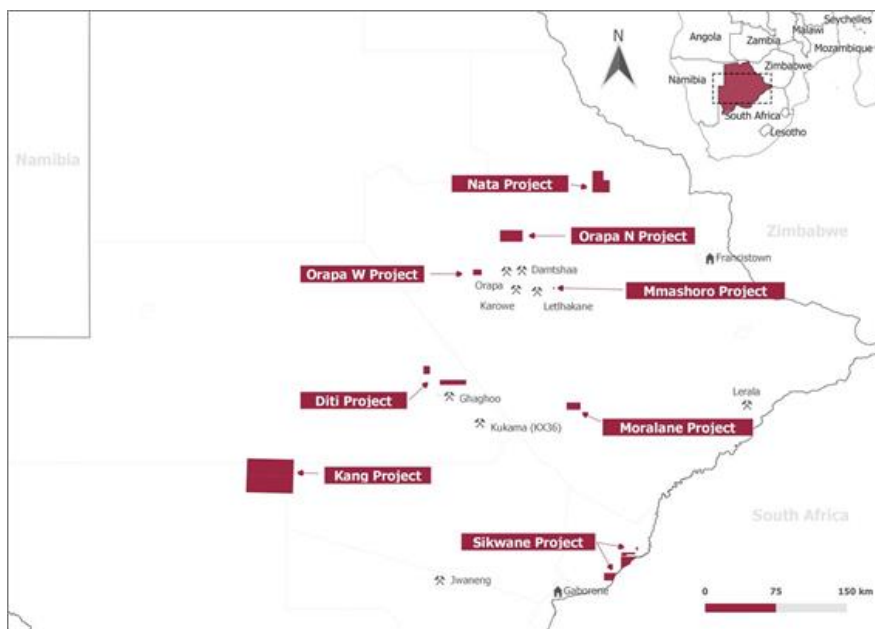 Seychelles
Malawi
Angola
Zambia
Mozambique
Zimbabwe
Namibia
South Africa
Lesotho
N
Namibia
Nata Project
Zimbabwe
Orapa N Project
Francistown
Orapa W Project
Damtshaa
Orapa
Mmashoro Project
Karowe
Letlhakane
Diti Project
Ghaghoo
Lerala
Kukama (KX36)
Moralane Project
Kang Project
South Africa
Sikwane Project
Jwaneng
Gaborene
0 75 150 km